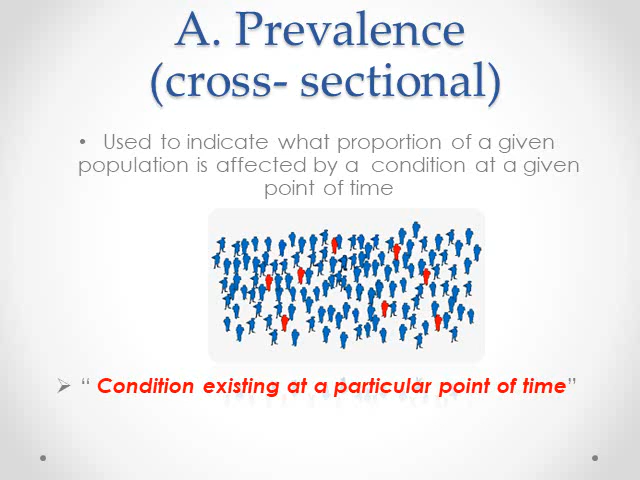 A. Prevalence
(cross- sectional)
• Used to indicate what proportion of a given
population is affected by a condition at a given
point of time
➢ “ Condition existing at a particular point of time”